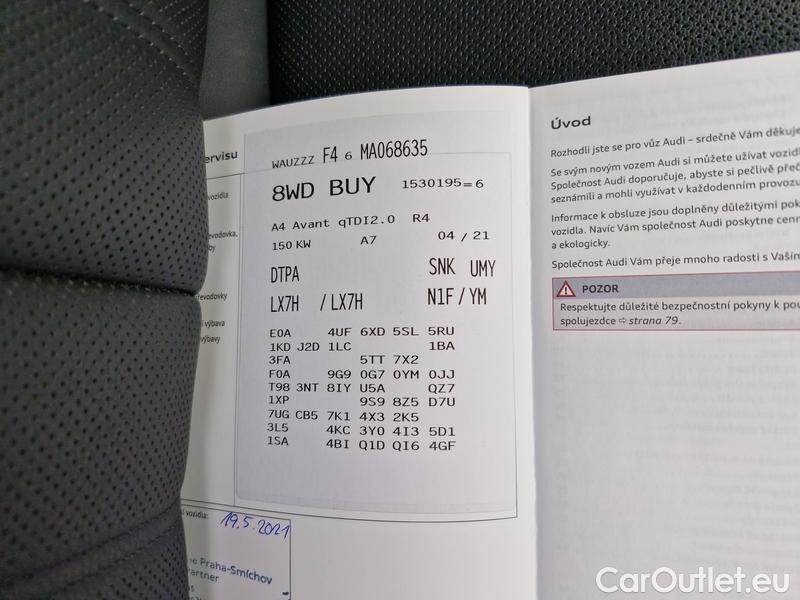 ervisu
vozidla
evodovka,
by
řevodovky
í výbava
výbavy
WAUZZZ F4 6 MA068635
8WD BUY 1530195=6
A4 Avant qTDI2.0 R4
150 KW A7 04 / 21
DTPA SNK UMY
LX7H / LX7H N1F / YM
E0A 4UF 6XD 5SL 5RU
1KD J2D 1LC 1BA
3FA 5TT 7X2
F0A 9G9 0G7 0YM 0JJ
T98 3NT 8IY U5A QZ7
1XP 9S9 8Z5 D7U
7UG CB5 7K1 4X3 2K5
3L5 4KC 3Y0 4I3 5D1
1SA 4BI Q1D QI6 4GF
í vozidla:
19.5.2021
e Praha-Smíchov
artner
Úvod
Rozhodli jste se pro vůz Audi – srdečně Vám děkuje
Se svým novým vozem Audi si můžete užívat vozidl
Společnost Audi doporučuje, abyste si pečlivě přeč
seznámili a mohli využívat v každodenním provozu
Informace k obsluze jsou doplněny důležitými pok
vozidla. Navíc Vám společnost Audi poskytne cenn
a ekologicky.
Společnost Audi Vám přeje mnoho radosti s Vaším
POZOR
Respektujte důležité bezpečnostní pokyny k pou
spolujezdce ⇨ strana 79.
CarOutlet.eu